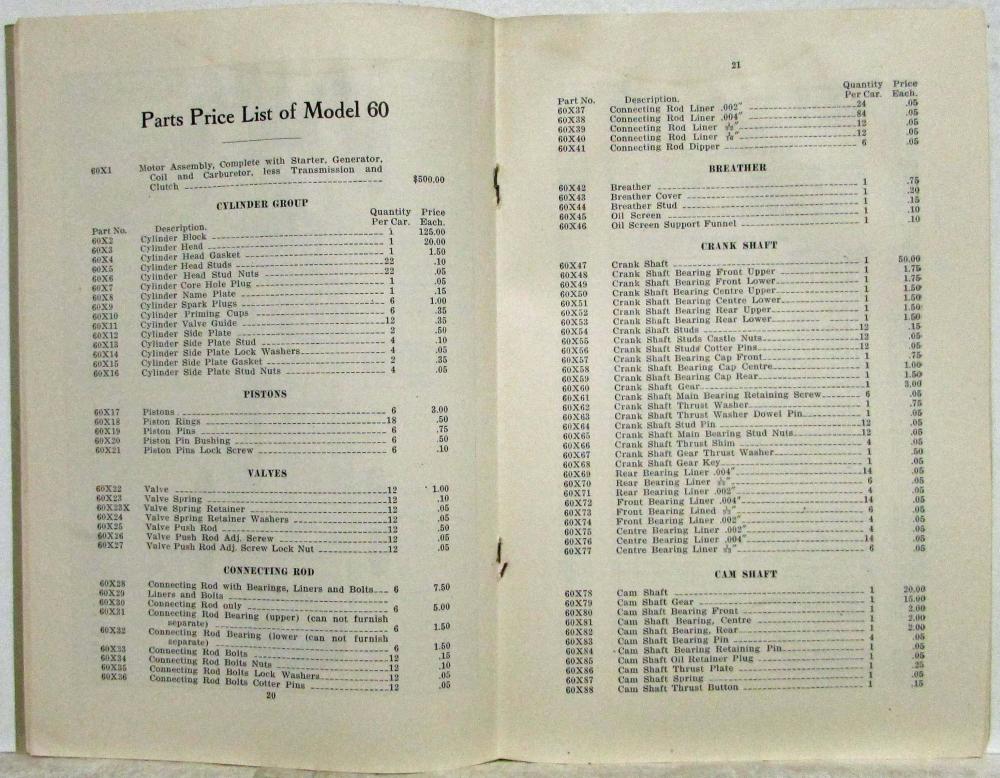 Parts Price List of Model 60
60X1 Motor Assembly, Complete with Starter, Generator,
Coil and Carburetor, less Transmission and
Clutch $500.00
CYLINDER GROUP
Quantity Price
Part No. Description. Per Car. Each.
60X2 Cylinder Block 1 125.00
60X3 Cylinder Head 1 20.00
60X4 Cylinder Head Gasket 1 1.50
60X5 Cylinder Head Studs 22 .10
60X6 Cylinder Head Stud Nuts 22 .05
60X7 Cylinder Core Hole Plug 1 .05
60X8 Cylinder Name Plate 1 .15
60X9 Cylinder Spark Plugs 6 1.00
60X10 Cylinder Priming Cups 6 .35
60X11 Cylinder Valve Guide 12 .35
60X12 Cylinder Side Plate 2 .50
60X13 Cylinder Side Plate Stud 4 .10
60X14 Cylinder Side Plate Lock Washers 4 .05
60X15 Cylinder Side Plate Gasket 2 .35
60X16 Cylinder Side Plate Stud Nuts 4 .05
PISTONS
60X17 Pistons 6 3.00
60X18 Piston Rings 18 .50
60X19 Piston Pins 6 .75
60X20 Piston Pin Bushing 6 .50
60X21 Piston Pins Lock Screw 6 .10
VALVES
60X22 Valve 12 1.00
60X23 Valve Spring 12 .10
60X23X Valve Spring Retainer 12 .05
60X24 Valve Spring Retainer Washers 12 .05
60X25 Valve Push Rod 12 .50
60X26 Valve Push Rod Adj. Screw 12 .05
60X27 Valve Push Rod Adj. Screw Lock Nut 12 .05
CONNECTING ROD
60X28 Connecting Rod with Bearings, Liners and Bolts 6 7.50
60X29 Liners and Bolts
60X30 Connecting Rod only 6 5.00
60X31 Connecting Rod Bearing (upper) (can not furnish
separate) 6 1.50
60X32 Connecting Rod Bearing (lower (can not furnish
separate) 6 1.50
60X33 Connecting Rod Bolts 12 .15
60X34 Connecting Rod Bolts Nuts 12 .10
60X35 Connecting Rod Bolts Lock Washers 12 .05
60X36 Connecting Rod Bolts Cotter Pins 12 .05
20
21
Quantity Price
Part No. Description. Per Car. Each.
60X37 Connecting Rod Liner .002" 24 .05
60X38 Connecting Rod Liner .004" 84 .05
60X39 Connecting Rod Liner 12 .05
60X40 Connecting Rod Liner 12 .05
60X41 Connecting Rod Dipper 6 .05
BREATHER
60X42 Breather 1 .75
60X43 Breather Cover 1 .20
60X44 Breather Stud 1 .15
60X45 Oil Screen 1 .10
60X46 Oil Screen Support Funnel 1 .10
CRANK SHAFT
60X47 Crank Shaft 1 50.00
60X48 Crank Shaft Bearing Front Upper 1 1.75
60X49 Crank Shaft Bearing Front Lower 1 1.75
60X50 Crank Shaft Bearing Centre Upper 1 1.50
60X51 Crank Shaft Bearing Centre Lower 1 1.50
60X52 Crank Shaft Bearing Rear Upper 1 1.50
60X53 Crank Shaft Bearing Rear Lower 1 1.50
60X54 Crank Shaft Studs 12 .15
60X55 Crank Shaft Studs Castle Nuts 12 .05
60X56 Crank Shaft Studs Cotter Pins 12 .05
60X57 Crank Shaft Bearing Cap Front 1 .75
60X58 Crank Shaft Bearing Cap Centre 1 1.00
60X59 Crank Shaft Bearing Cap Rear 1 1.50
60X60 Crank Shaft Gear 1 3.00
60X61 Crank Shaft Main Bearing Retaining Screw 6 .05
60X62 Crank Shaft Thrust Washer 1 .75
60X63 Crank Shaft Thrust Washer Dowel Pin 1 .05
60X64 Crank Shaft Stud Pin 12 .05
60X65 Crank Shaft Main Bearing Stud Nuts 12 .05
60X66 Crank Shaft Thrust Shim 4 .05
60X67 Crank Shaft Gear Thrust Washer 1 .50
60X68 Crank Shaft Gear Key 1 .05
60X69 Rear Bearing Liner .004" 14 .05
60X70 Rear Bearing Liner 6 .05
60X71 Rear Bearing Liner .002" 4 .05
60X72 Front Bearing Liner .004" 14 .05
60X73 Front Bearing Lined 6 .05
60X74 Front Bearing Liner .002" 4 .05
60X75 Centre Bearing Liner .002" 4 .05
60X76 Centre Bearing Liner .004" 14 .05
60X77 Centre Bearing Liner 6 .05
CAM SHAFT
60X78 Cam Shaft 1 20.00
60X79 Cam Shaft Gear 1 15.00
60X80 Cam Shaft Bearing Front 1 2.00
60X81 Cam Shaft Bearing, Centre 1 2.00
60X82 Cam Shaft Bearing, Rear 1 2.00
60X83 Cam Shaft Bearing Pin 4 .05
60X84 Cam Shaft Bearing Retaining Pin 1 .05
60X85 Cam Shaft Oil Retainer Plug 1 .05
60X86 Cam Shaft Thrust Plate 1 .25
60X87 Cam Shaft Spring 1 .05
60X88 Cam Shaft Thrust Button 1 .15